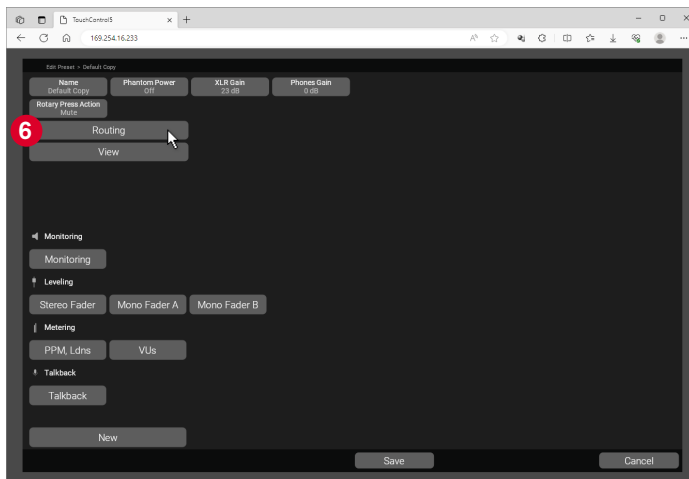 TouchControl5
169.254.16.233
Edit Preset > Default Copy
Name
Default Copy
Phantom Power
Off
XLR Gain
23 dB
Phones Gain
0 dB
Rotary Press Action
Mute
6
Routing
View
Monitoring
Monitoring
Leveling
Stereo Fader
Mono Fader A
Mono Fader B
Metering
PPM, Ldns
VUs
Talkback
Talkback
New
Save
Cancel